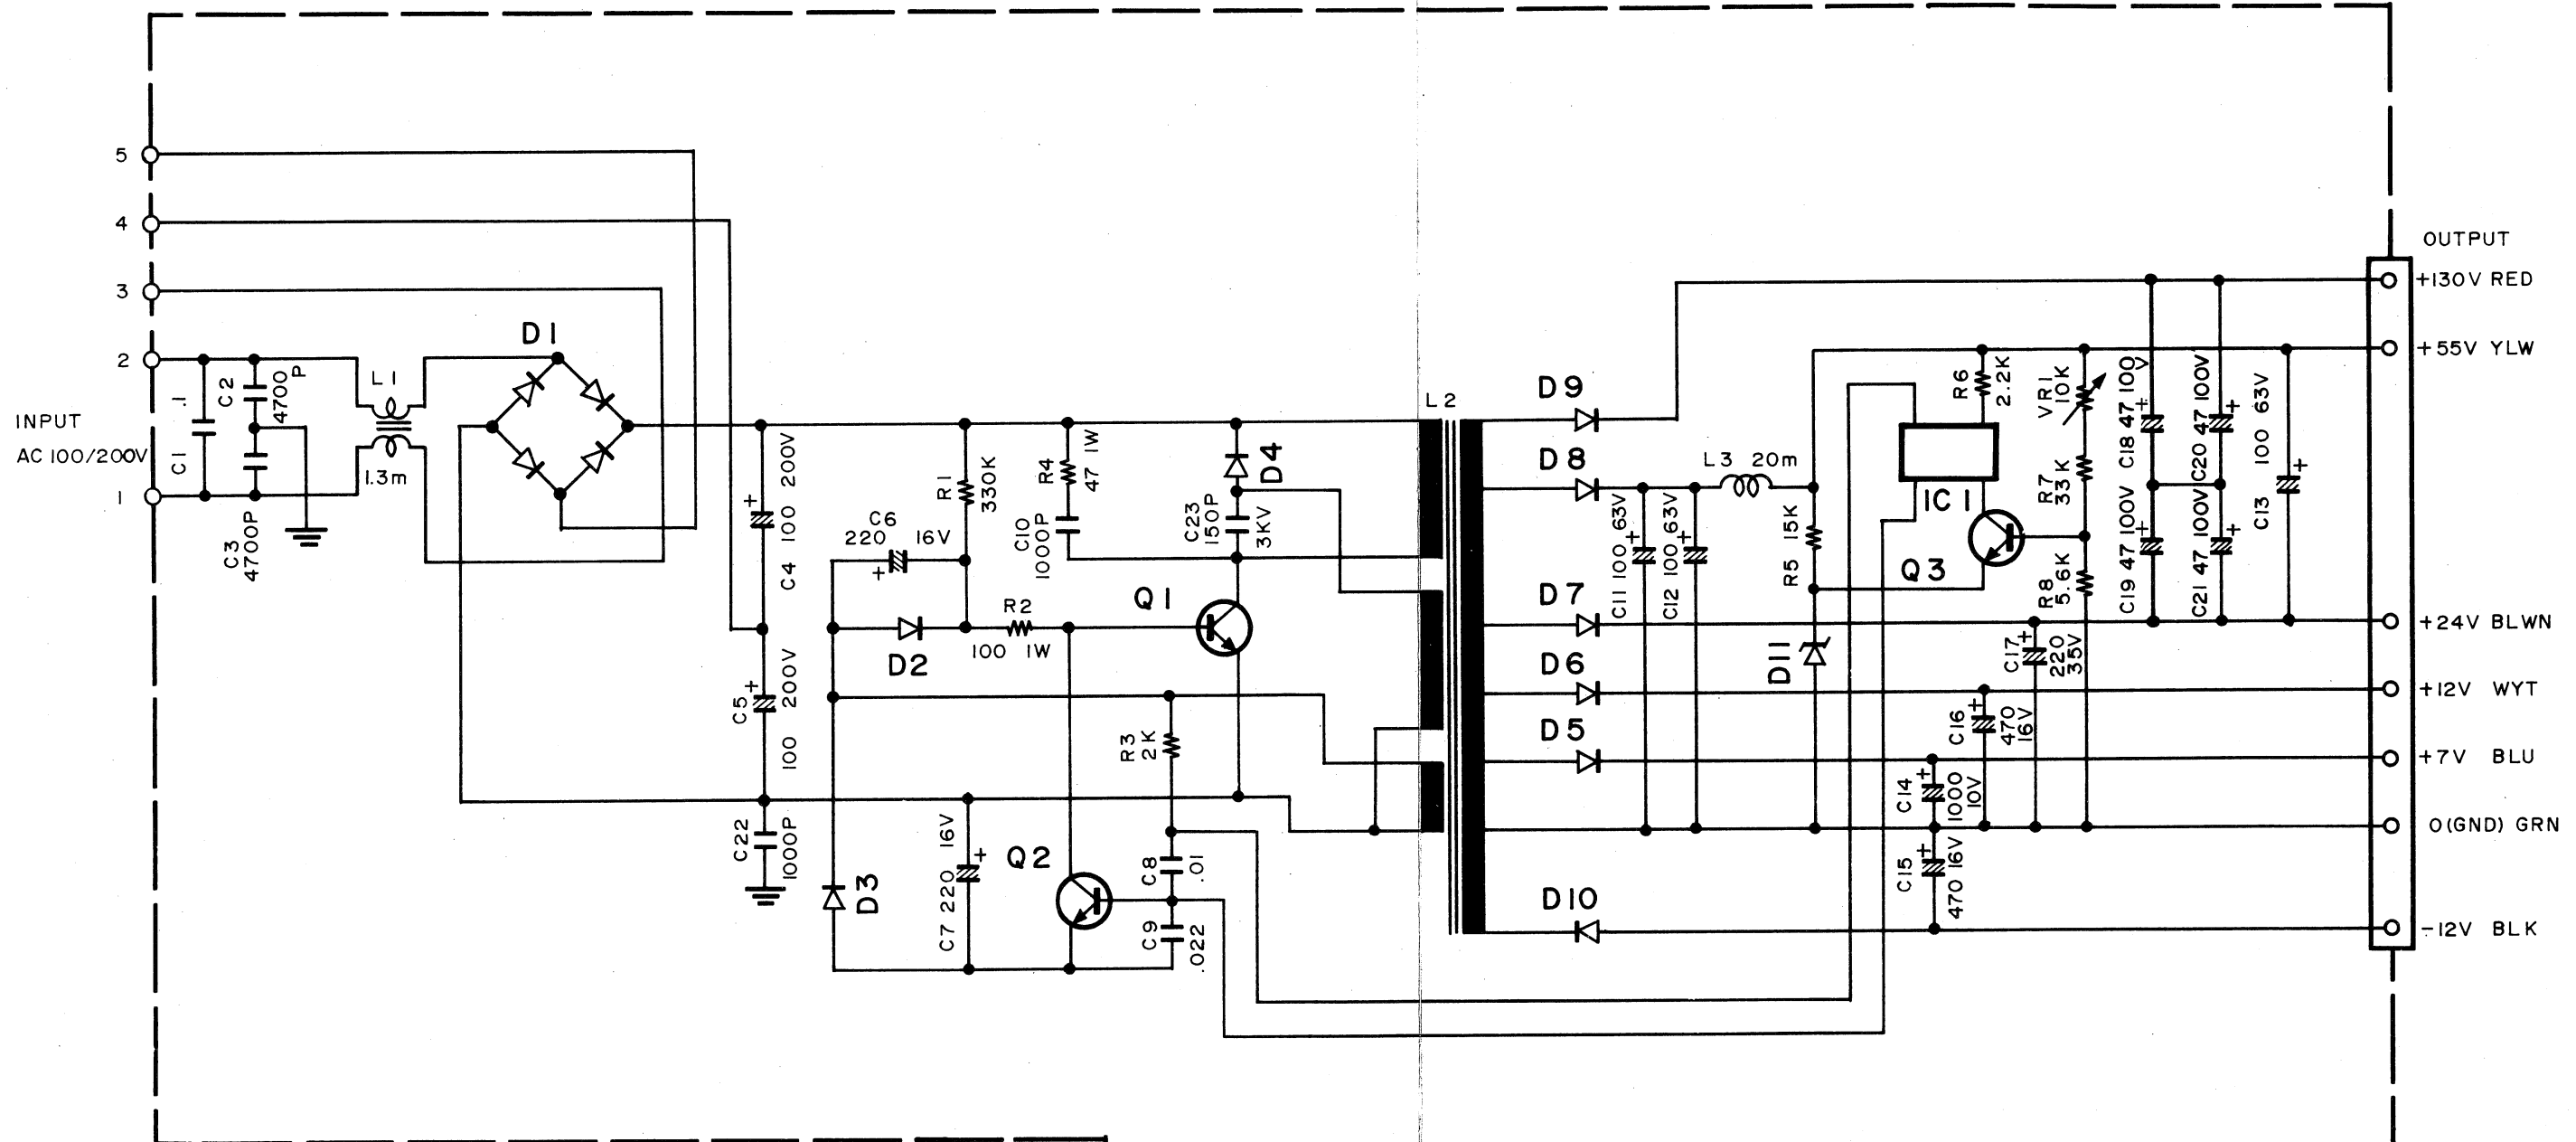 INPUT
AC 100/200V
5
4
3
2
1
C1 .1
C2 4700P
C3 4700P
L1
1.3m
D1
C4 100 200V
C5 100 200V
C22 1000P
R1 330K
C6
220 16V
D2
R2
100 1W
D3
C7 220 16V
R4 47 1W
C10 1000P
C23 150P 3KV
D4
Q1
R3 2K
Q2
C8 .01
C9 .022
L2
D9
D8
D7
D6
D5
D10
L3 20m
C11 100 63V
C12 100 63V
R5 15K
D11
IC1
Q3
R6 2.2K
VR1 10K
R7 33K
R8 5.6K
C18 47 100V
C19 47 100V
C20 47 100V
C21 47 100V
C13 100 63V
C17 220 35V
C16 470 16V
C14 1000 10V
C15 470 16V
OUTPUT
+130V RED
+55V YLW
+24V BLWN
+12V WYT
+7V BLU
0(GND) GRN
-12V BLK